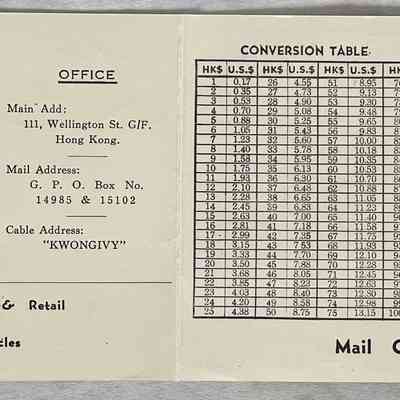 OFFICE
Main Add:
111, Wellington St. G/F.
Hong Kong.
Mail Address:
G. P. O. Box No.
14985 & 15102
Cable Address:
"KWONGIVY"
& Retail
cles
CONVERSION TABLE
HK$ U.S.$ HK$ U.S.$ HK$ U.S.$ HK$
1 0.17 26 4.55 51 8.95
2 0.35 27 4.73 52 9.13
3 0.53 28 4.90 53 9.30
4 0.70 29 5.08 54 9.48
5 0.88 30 5.25 55 9.65
6 1.05 31 5.43 56 9.83
7 1.23 32 5.60 57 10.00
8 1.40 33 5.78 58 10.18
9 1.58 34 5.95 59 10.35
10 1.75 35 6.13 60 10.53
11 1.93 36 6.30 61 10.70
12 2.10 37 6.48 62 10.88
13 2.28 38 6.65 63 11.05
14 2.45 39 6.83 64 11.23
15 2.63 40 7.00 65 11.40
16 2.80 41 7.18 66 11.58
17 2.99 42 7.35 67 11.75
18 3.15 43 7.53 68 11.93
19 3.33 44 7.70 69 12.10
20 3.50 45 7.88 70 12.28
21 3.68 46 8.05 71 12.45
22 3.85 47 8.23 72 12.63
23 4.03 48 8.40 73 12.80
24 4.20 49 8.58 74 12.98
25 4.38 50 8.75 75 13.15
Mail